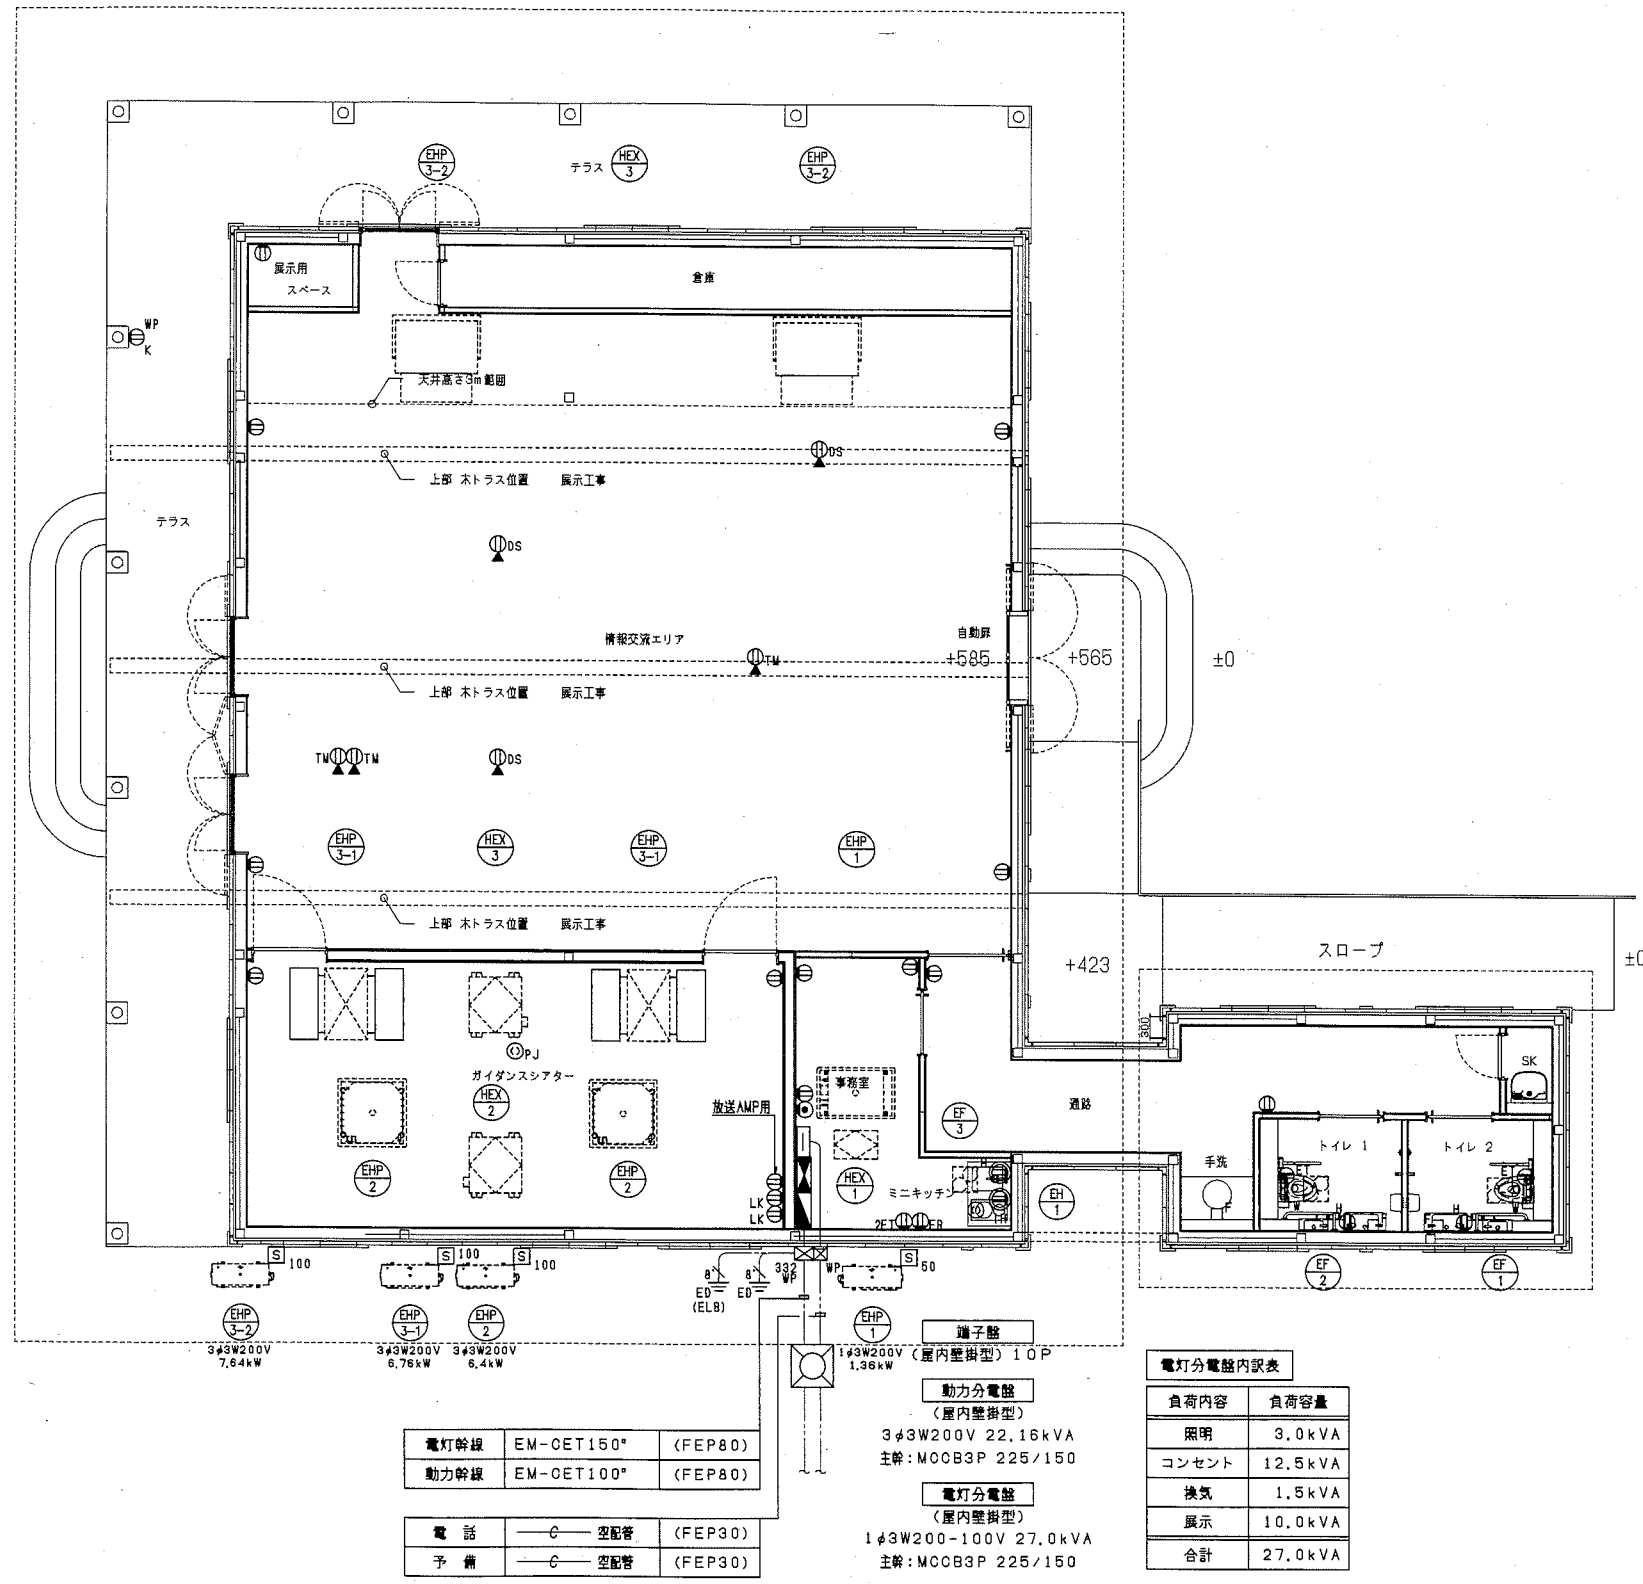 EHP
3-2
テラス
HEX
3
EHP
3-2
展示用
スペース
倉庫
WP
K
天井高さ3m範囲
DS
上部 木トラス位置 展示工事
テラス
DS
情報交流エリア
自動扉
+585
+565
±0
TM
上部 木トラス位置 展示工事
TM
TM
DS
EHP
3-1
HEX
3
EHP
3-1
EHP
1
上部 木トラス位置 展示工事
スロープ
+423
±0
300
PJ
ガイダンスシアター
HEX
2
事務室
放送AMP用
EF
3
通路
SK
トイレ 1
トイレ 2
手洗
EHP
2
EHP
2
HEX
1
ミニキッチン
H
EH
1
ET
ET
W
W
H
H
F
LK
LK
2ET
ER
S
100
S
100
S
100
8
ED
(ELB)
8
ED
332
WP
WP
S
50
EF
2
EF
1
EHP
3-2
3φ3W200V
7.64kW
EHP
3-1
3φ3W200V
6.76kW
EHP
2
3φ3W200V
6.4kW
EHP
1
1φ3W200V
1.36kW
端子盤
(屋内壁掛型) 10P
動力分電盤
(屋内壁掛型)
3φ3W200V 22.16kVA
主幹:MCCB3P 225/150
電灯分電盤
(屋内壁掛型)
1φ3W200-100V 27.0kVA
主幹:MCCB3P 225/150
電灯幹線 EM-CET150° (FEP80)
動力幹線 EM-CET100° (FEP80)
電話 C 空配管 (FEP30)
予備 C 空配管 (FEP30)
電灯分電盤内訳表
負荷内容 負荷容量
照明 3.0kVA
コンセント 12.5kVA
換気 1.5kVA
展示 10.0kVA
合計 27.0kVA